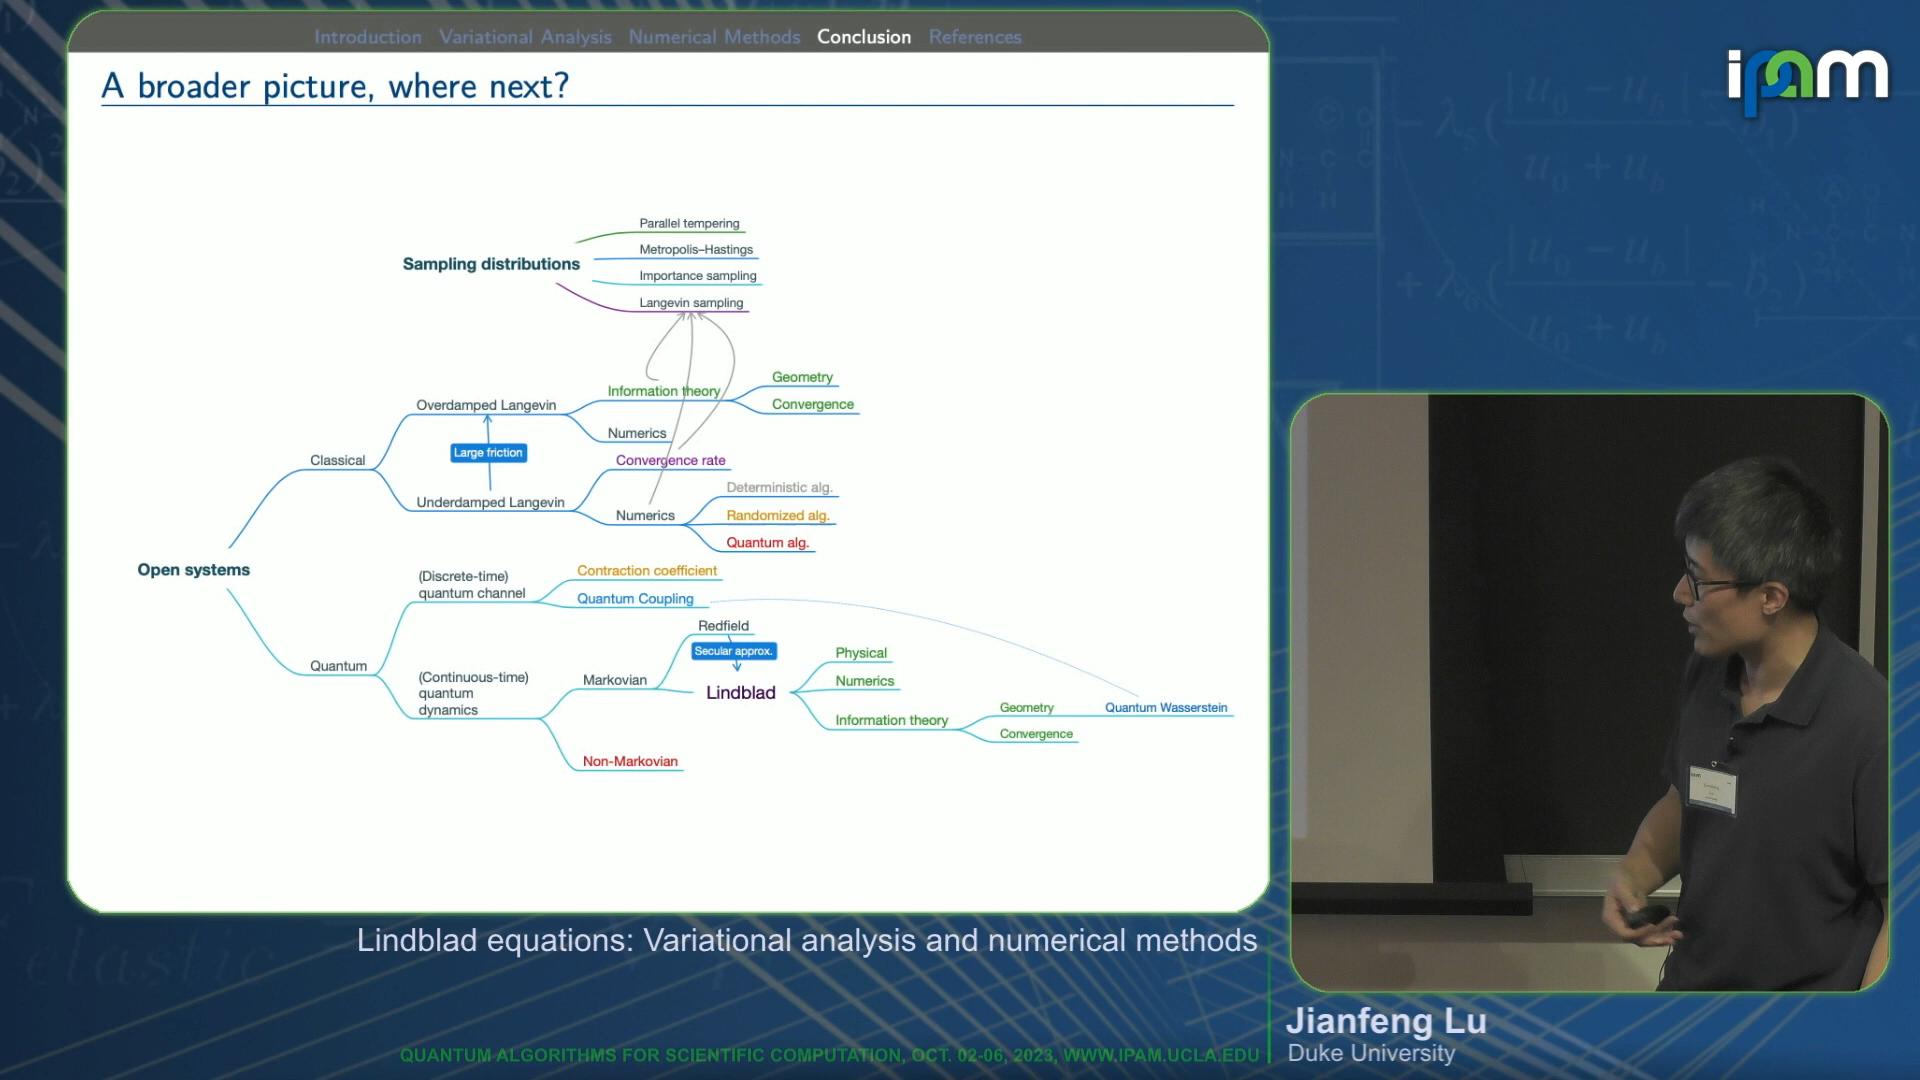 Introduction Variational Analysis Numerical Methods Conclusion References
A broader picture, where next?
Sampling distributions
Parallel tempering
Metropolis–Hastings
Importance sampling
Langevin sampling
Open systems
Classical
Overdamped Langevin
Large friction
Underdamped Langevin
Information theory
Geometry
Convergence
Numerics
Convergence rate
Numerics
Deterministic alg.
Randomized alg.
Quantum alg.
Quantum
(Discrete-time)
quantum channel
Contraction coefficient
Quantum Coupling
(Continuous-time)
quantum
dynamics
Markovian
Redfield
Secular approx.
Lindblad
Physical
Numerics
Information theory
Geometry
Convergence
Quantum Wasserstein
Non-Markovian
ipam
Lindblad equations: Variational analysis and numerical methods
QUANTUM ALGORITHMS FOR SCIENTIFIC COMPUTATION, OCT. 02-06, 2023, WWW.IPAM.UCLA.EDU
Jianfeng Lu
Duke University